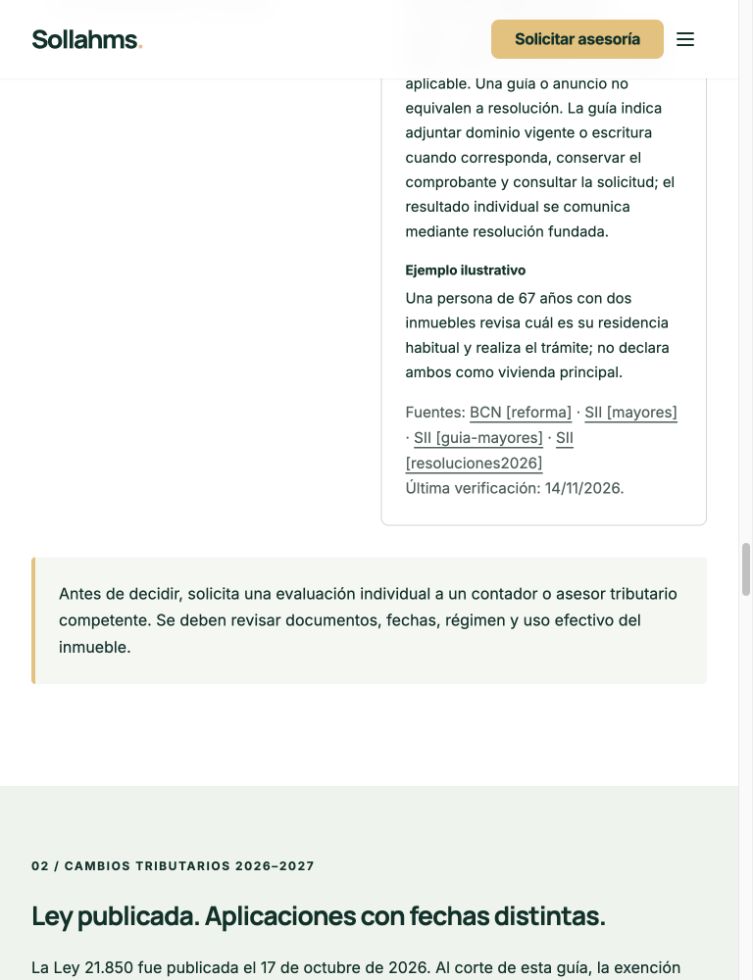 Sollahms.
Solicitar asesoría
aplicable. Una guía o anuncio no
equivalen a resolución. La guía indica
adjuntar dominio vigente o escritura
cuando corresponda, conservar el
comprobante y consultar la solicitud; el
resultado individual se comunica
mediante resolución fundada.
Ejemplo ilustrativo
Una persona de 67 años con dos
inmuebles revisa cuál es su residencia
habitual y realiza el trámite; no declara
ambos como vivienda principal.
Fuentes: BCN [reforma] · SII [mayores]
· SII [guia-mayores] · SII
[resoluciones2026]
Última verificación: 14/11/2026.
Antes de decidir, solicita una evaluación individual a un contador o asesor tributario
competente. Se deben revisar documentos, fechas, régimen y uso efectivo del
inmueble.
02 / CAMBIOS TRIBUTARIOS 2026–2027
Ley publicada. Aplicaciones con fechas distintas.
La Ley 21.850 fue publicada el 17 de octubre de 2026. Al corte de esta guía, la exención